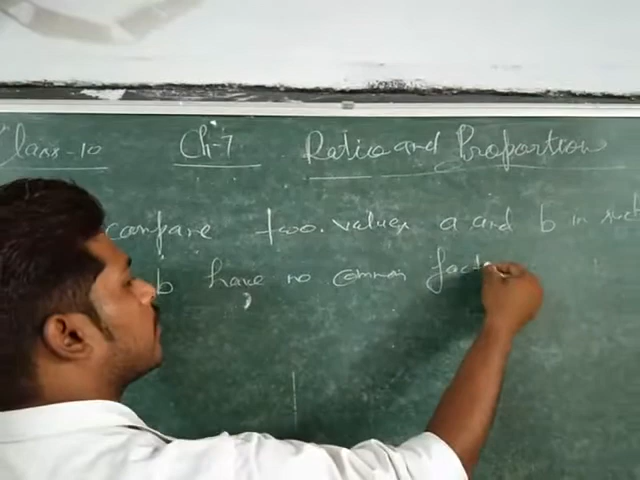 Class-10 Ch-7 Ratio and Proportion
compare two values a and b in such
b have no common fact